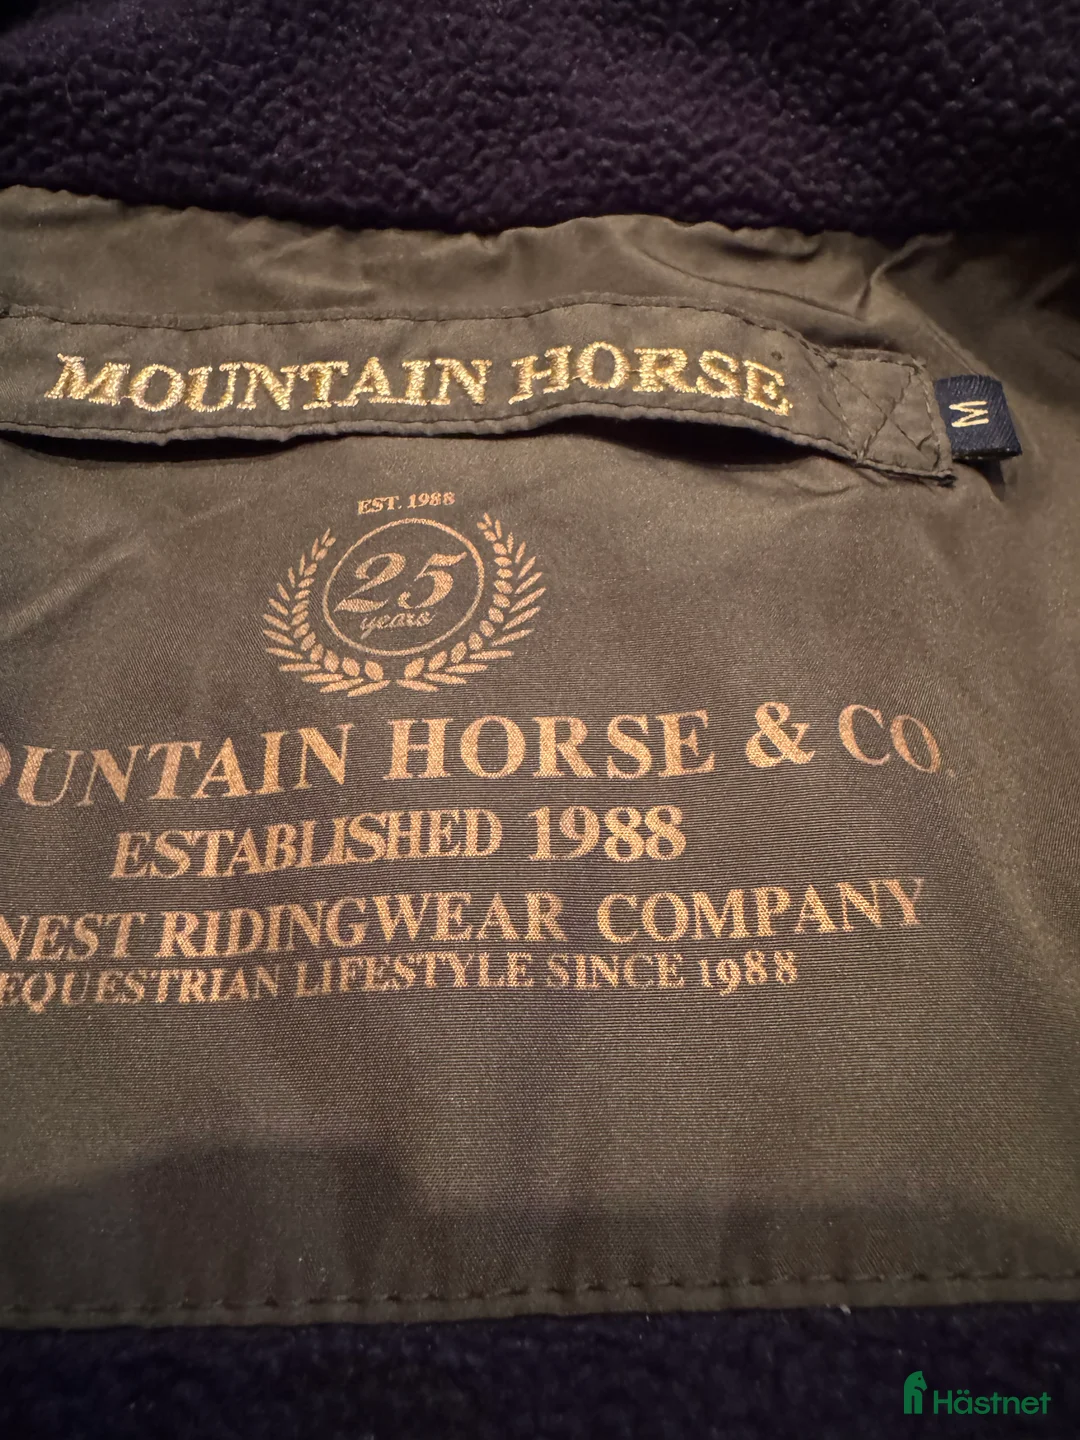 MOUNTAIN HORSE
M
EST. 1988
25
years
OUNTAIN HORSE & CO.
ESTABLISHED 1988
NEST RIDINGWEAR COMPANY
EQUESTRIAN LIFESTYLE SINCE 1988
Hästnet